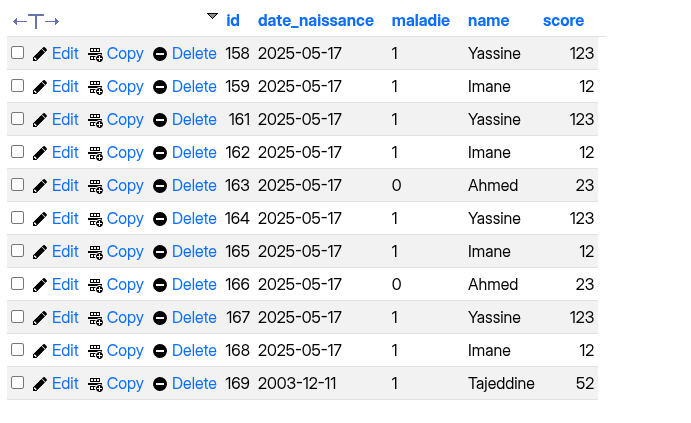 ←T→ id date_naissance maladie name score
Edit Copy Delete 158 2025-05-17 1 Yassine 123
Edit Copy Delete 159 2025-05-17 1 Imane 12
Edit Copy Delete 161 2025-05-17 1 Yassine 123
Edit Copy Delete 162 2025-05-17 1 Imane 12
Edit Copy Delete 163 2025-05-17 0 Ahmed 23
Edit Copy Delete 164 2025-05-17 1 Yassine 123
Edit Copy Delete 165 2025-05-17 1 Imane 12
Edit Copy Delete 166 2025-05-17 0 Ahmed 23
Edit Copy Delete 167 2025-05-17 1 Yassine 123
Edit Copy Delete 168 2025-05-17 1 Imane 12
Edit Copy Delete 169 2003-12-11 1 Tajeddine 52